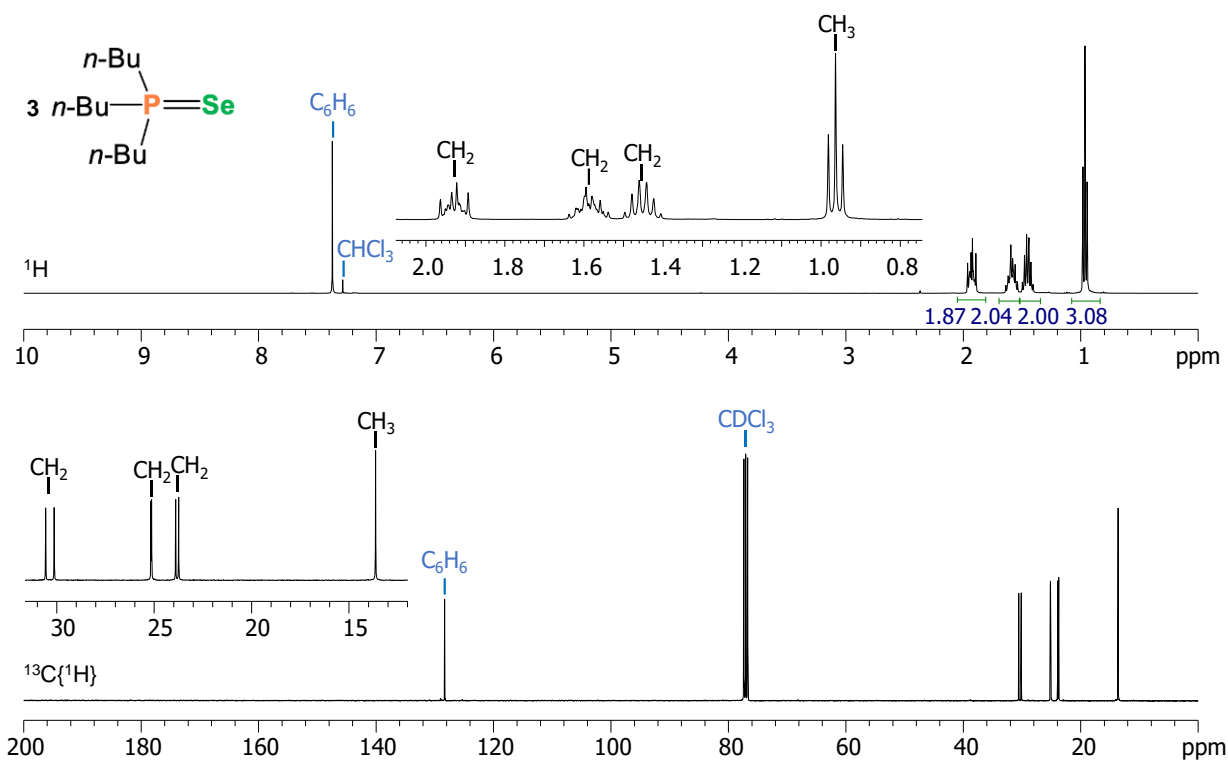 n-Bu
3 n-Bu P Se
n-Bu
C6H6
CHCl3
CH2
CH2
CH2
CH3
2.0 1.8 1.6 1.4 1.2 1.0 0.8
1H
1.87 2.04 2.00 3.08
10 9 8 7 6 5 4 3 2 1 ppm
CH2
CH2
CH2
CH3
30 25 20 15
C6H6
CDCl3
13C{1H}
200 180 160 140 120 100 80 60 40 20 ppm